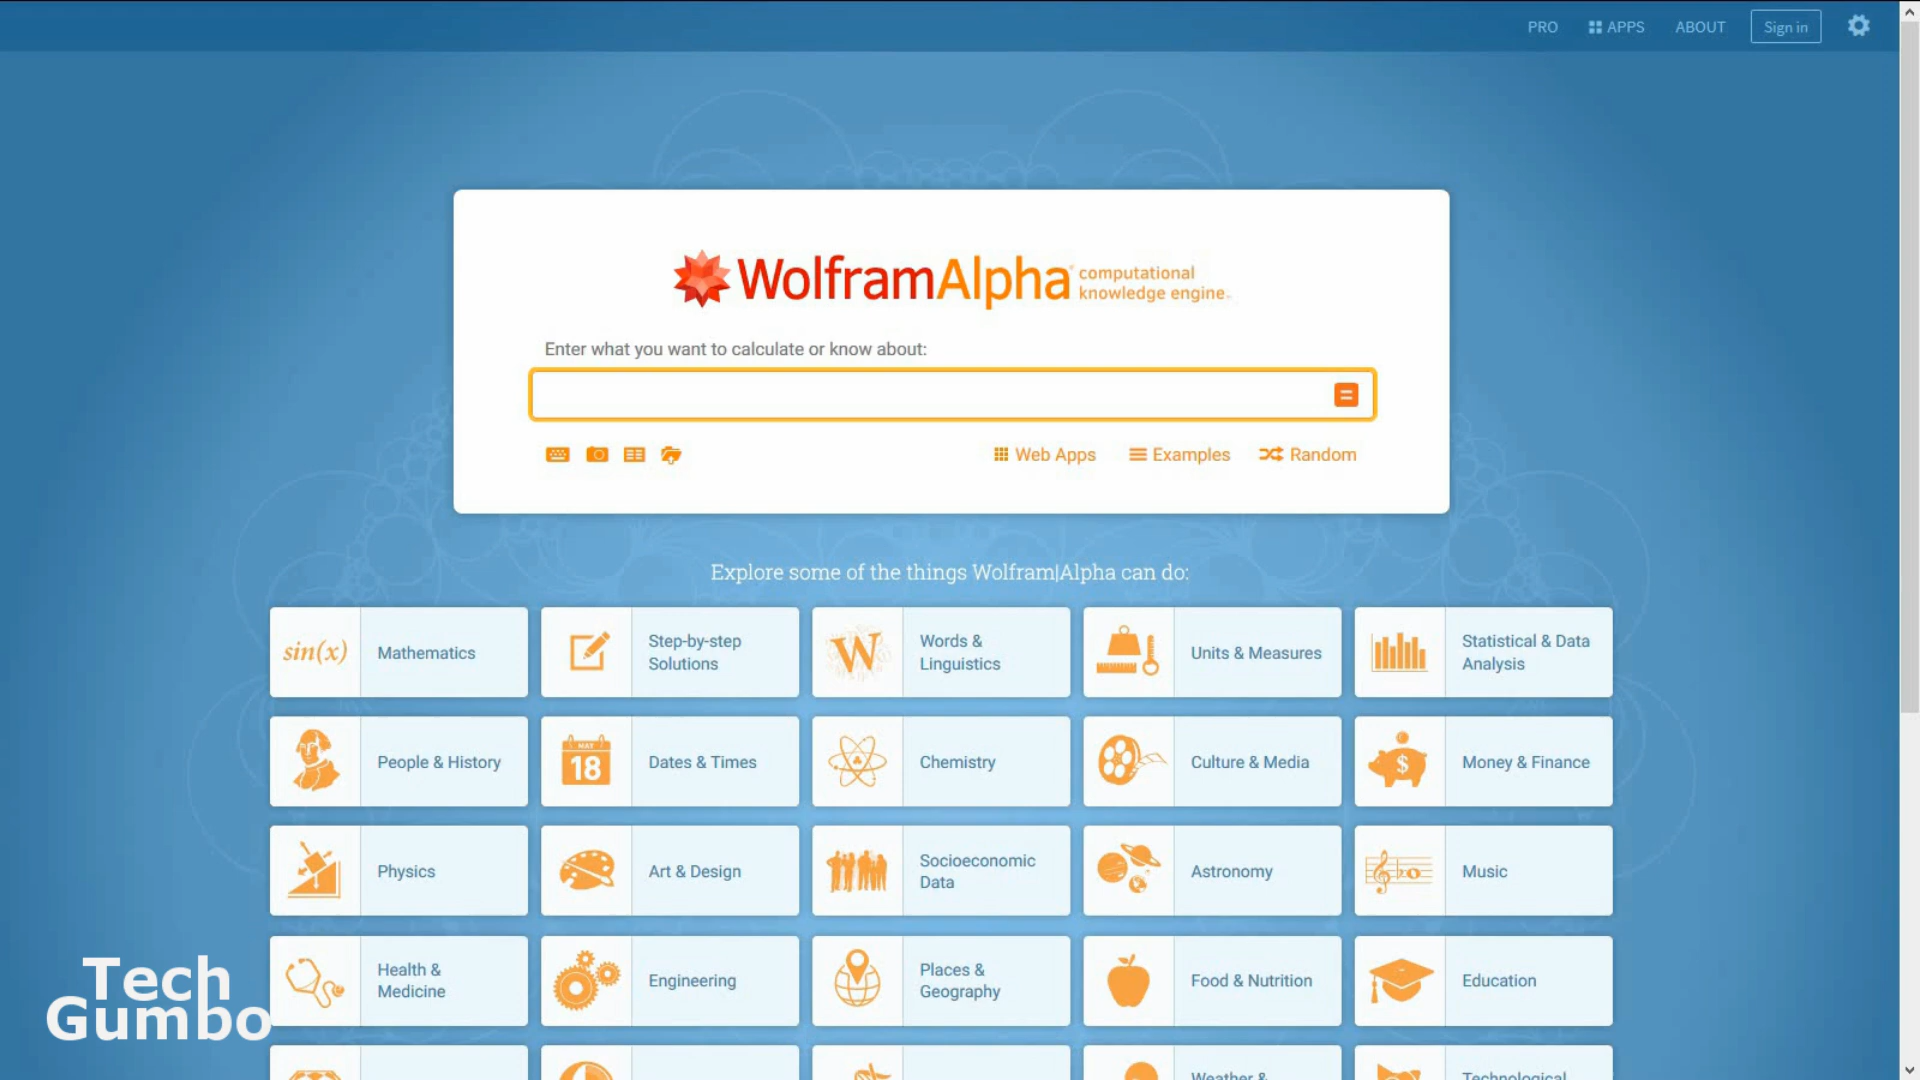 PRO
APPS
ABOUT
Sign in
WolframAlpha computational
knowledge engine
Enter what you want to calculate or know about:
=
Web Apps
Examples
Random
Explore some of the things Wolfram|Alpha can do:
sin(x)
Mathematics
Step-by-step
Solutions
W
Words &
Linguistics
Units & Measures
Statistical & Data
Analysis
People & History
MAY
18
Dates & Times
Chemistry
Culture & Media
$
Money & Finance
Physics
Art & Design
Socioeconomic
Data
Astronomy
Music
Health &
Medicine
Engineering
Places &
Geography
Food & Nutrition
Education
Weather &
Technological
Tech
Gumbo